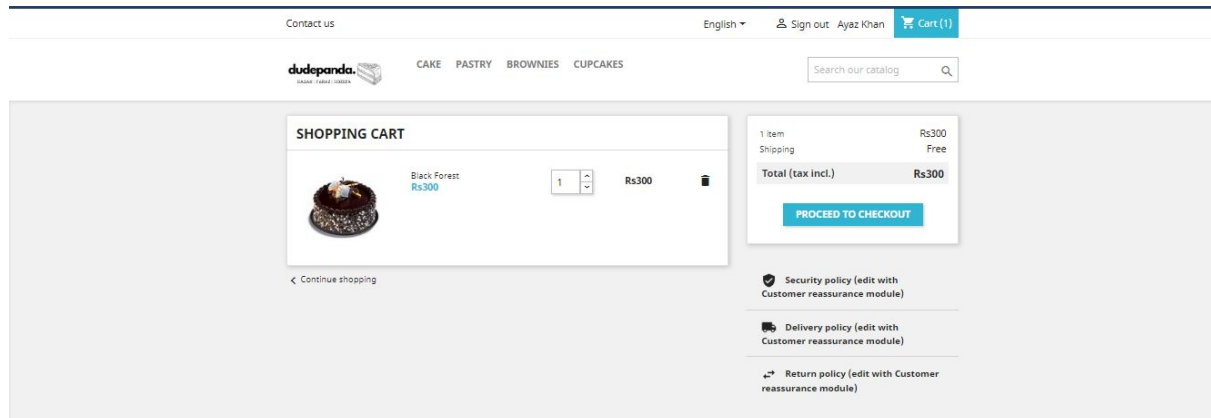 Contact us
English
Sign out Ayaz Khan
Cart (1)
dudepanda.
CAKE PASTRY BROWNIES CUPCAKES
Search our catalog
SHOPPING CART
Black Forest
Rs300
1
Rs300
Continue shopping
1 item Rs300
Shipping Free
Total (tax incl.) Rs300
PROCEED TO CHECKOUT
Security policy (edit with
Customer reassurance module)
Delivery policy (edit with
Customer reassurance module)
Return policy (edit with Customer
reassurance module)